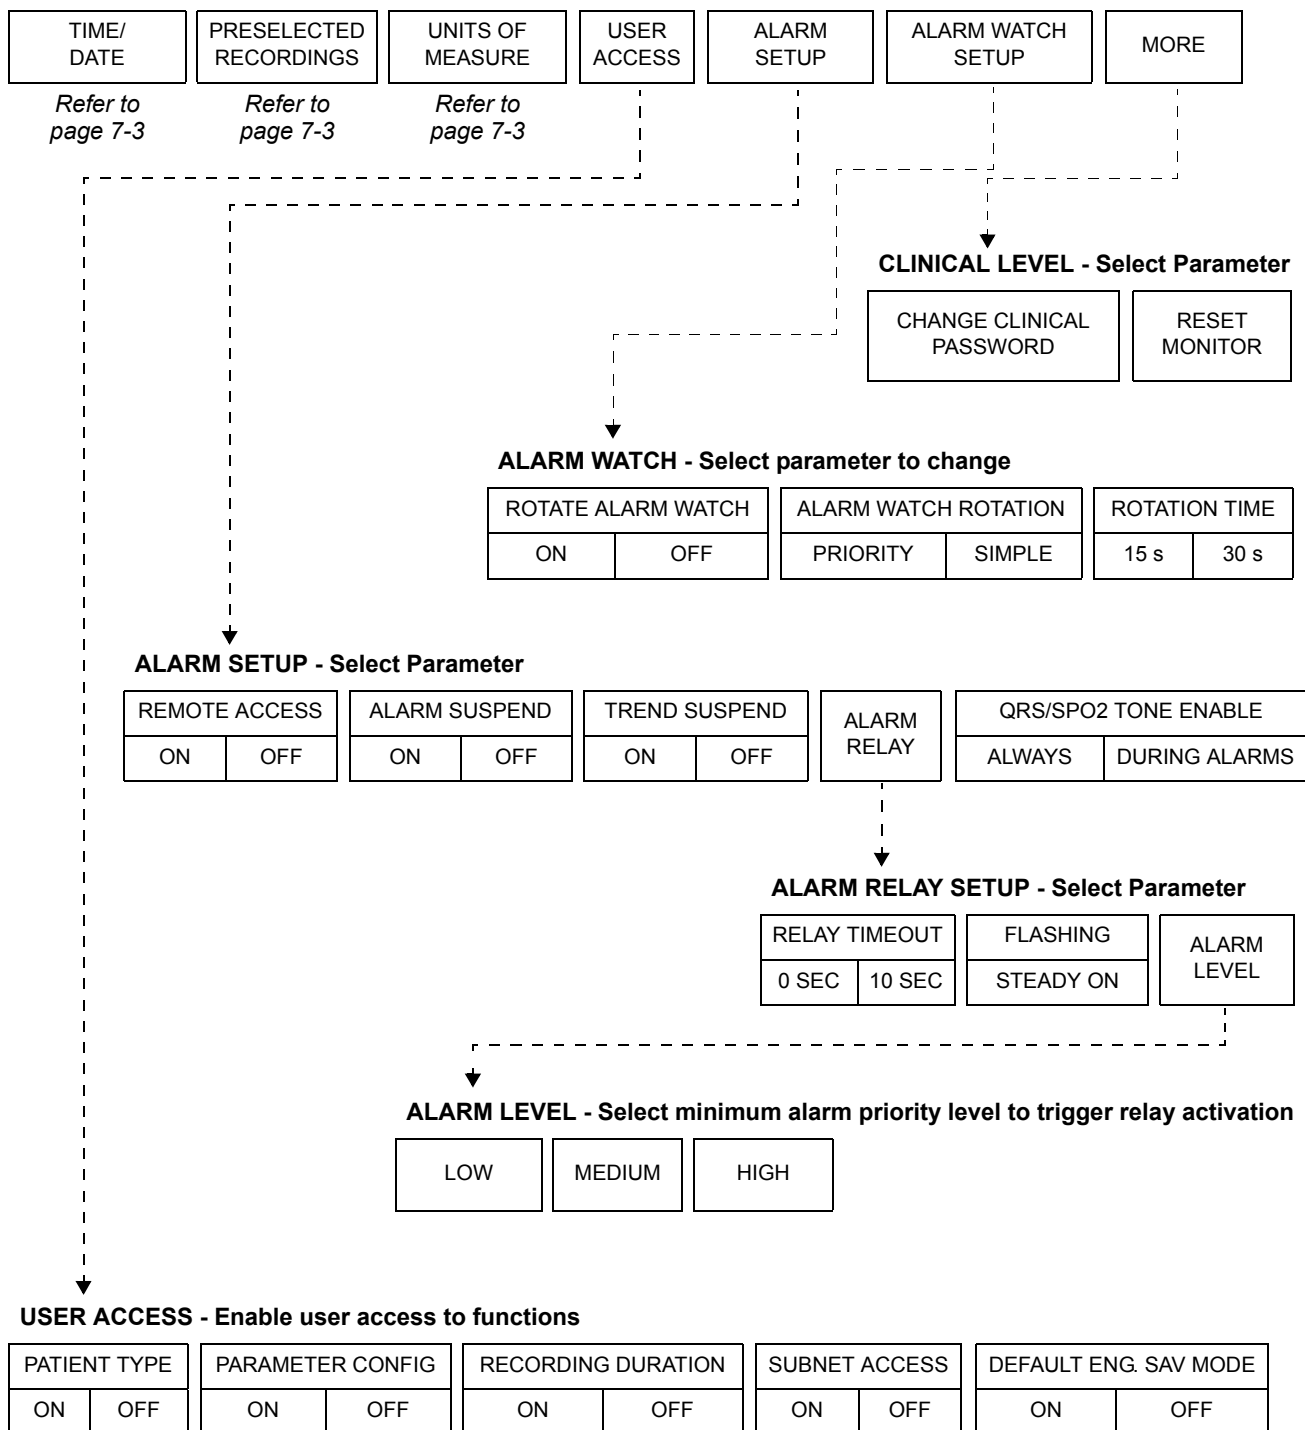 TIME/
DATE
PRESELECTED
RECORDINGS
UNITS OF
MEASURE
USER
ACCESS
ALARM
SETUP
ALARM WATCH
SETUP
MORE
Refer to
page 7-3
Refer to
page 7-3
Refer to
page 7-3
CLINICAL LEVEL - Select Parameter
CHANGE CLINICAL
PASSWORD
RESET
MONITOR
ALARM WATCH - Select parameter to change
ROTATE ALARM WATCH
ON OFF
ALARM WATCH ROTATION
PRIORITY SIMPLE
ROTATION TIME
15 s 30 s
ALARM SETUP - Select Parameter
REMOTE ACCESS
ON OFF
ALARM SUSPEND
ON OFF
TREND SUSPEND
ON OFF
ALARM
RELAY
QRS/SPO2 TONE ENABLE
ALWAYS DURING ALARMS
ALARM RELAY SETUP - Select Parameter
RELAY TIMEOUT
0 SEC 10 SEC
FLASHING
STEADY ON
ALARM
LEVEL
ALARM LEVEL - Select minimum alarm priority level to trigger relay activation
LOW
MEDIUM
HIGH
USER ACCESS - Enable user access to functions
PATIENT TYPE
ON OFF
PARAMETER CONFIG
ON OFF
RECORDING DURATION
ON OFF
SUBNET ACCESS
ON OFF
DEFAULT ENG. SAV MODE
ON OFF